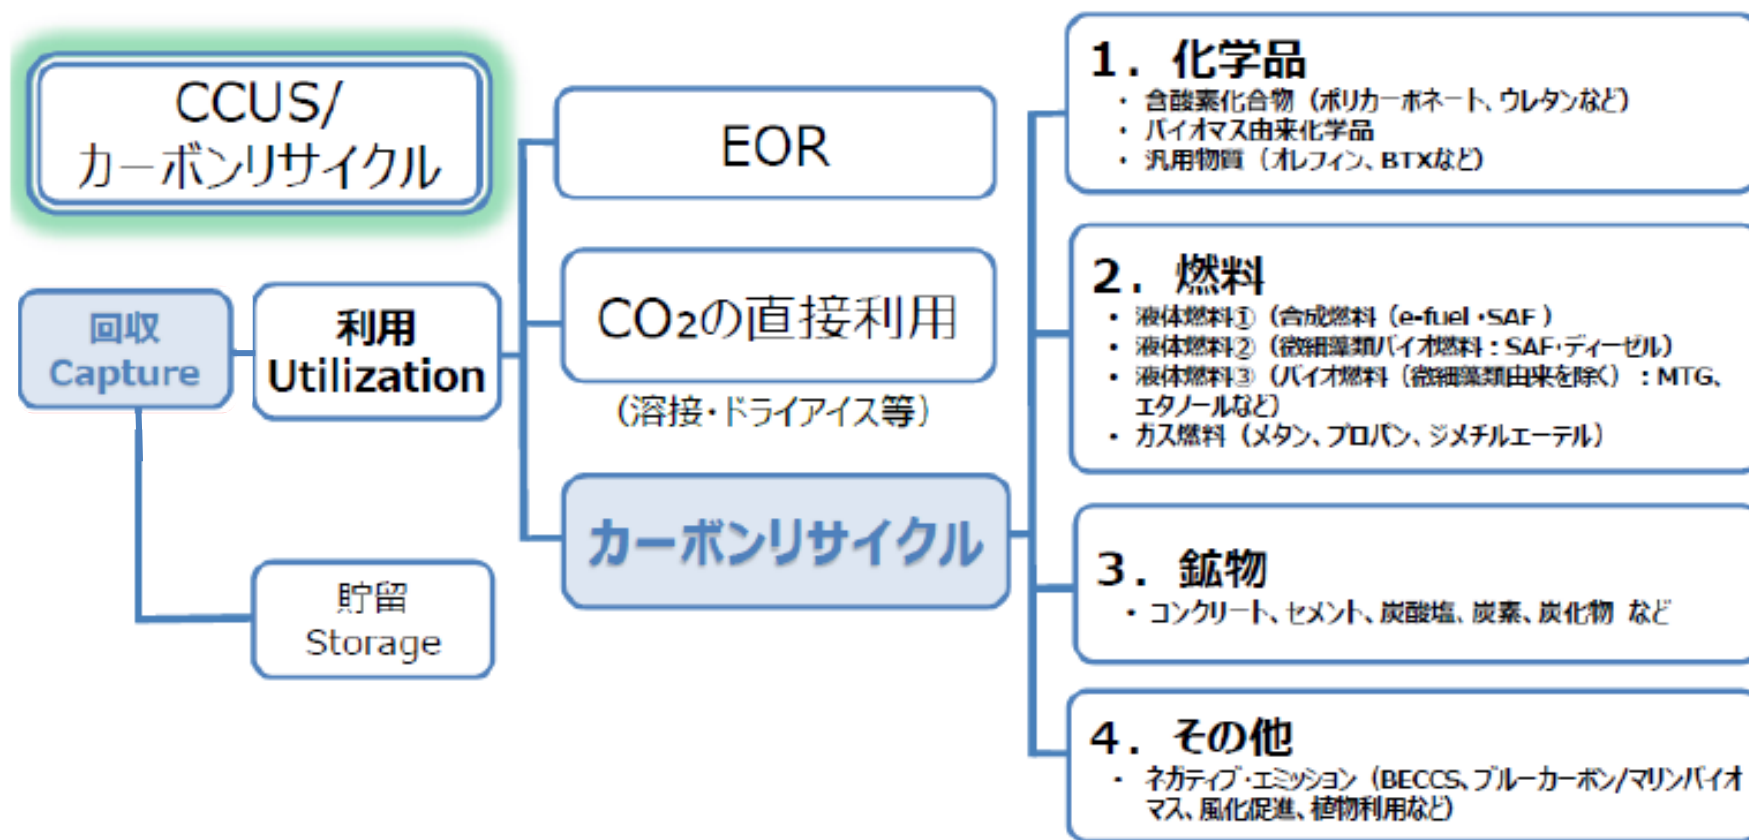 CCUS/
カーボンリサイクル
回収
Capture
利用
Utilization
貯留
Storage
EOR
CO₂の直接利用
（溶接・ドライアイス等）
カーボンリサイクル
1．化学品
・ 含酸素化合物（ポリカーボネート、ウレタンなど）
・ バイオマス由来化学品
・ 汎用物質（オレフィン、BTXなど）
2．燃料
・ 液体燃料①（合成燃料（e-fuel・SAF）
・ 液体燃料②（微細藻類バイオ燃料：SAF・ディーゼル）
・ 液体燃料③（バイオ燃料（微細藻類由来を除く）：MTG、
エタノールなど）
・ ガス燃料（メタン、プロパン、ジメチルエーテル）
3．鉱物
・ コンクリート、セメント、炭酸塩、炭素、炭化物 など
4．その他
・ ネガティブ・エミッション（BECCS、ブルーカーボン/マリンバイオ
マス、風化促進、植物利用など）